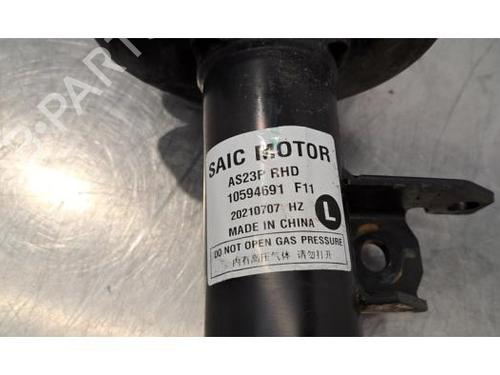 SAIC MOTOR
AS23P RHD
10594691 F11
20210707 HZ
L
MADE IN CHINA
DO NOT OPEN GAS PRESSURE
内有高压气体 请勿打开